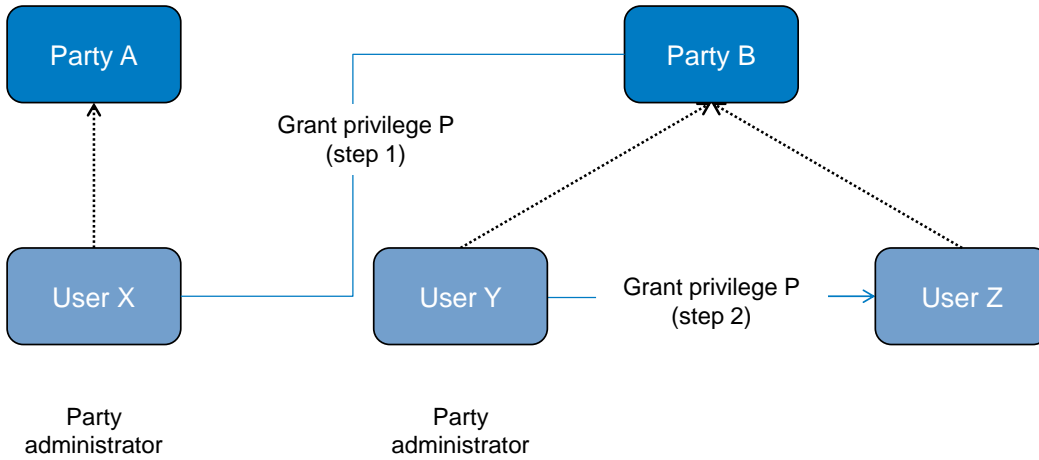 Party A
Party B
Grant privilege P
(step 1)
User X
User Y
Grant privilege P
(step 2)
User Z
Party
administrator
Party
administrator